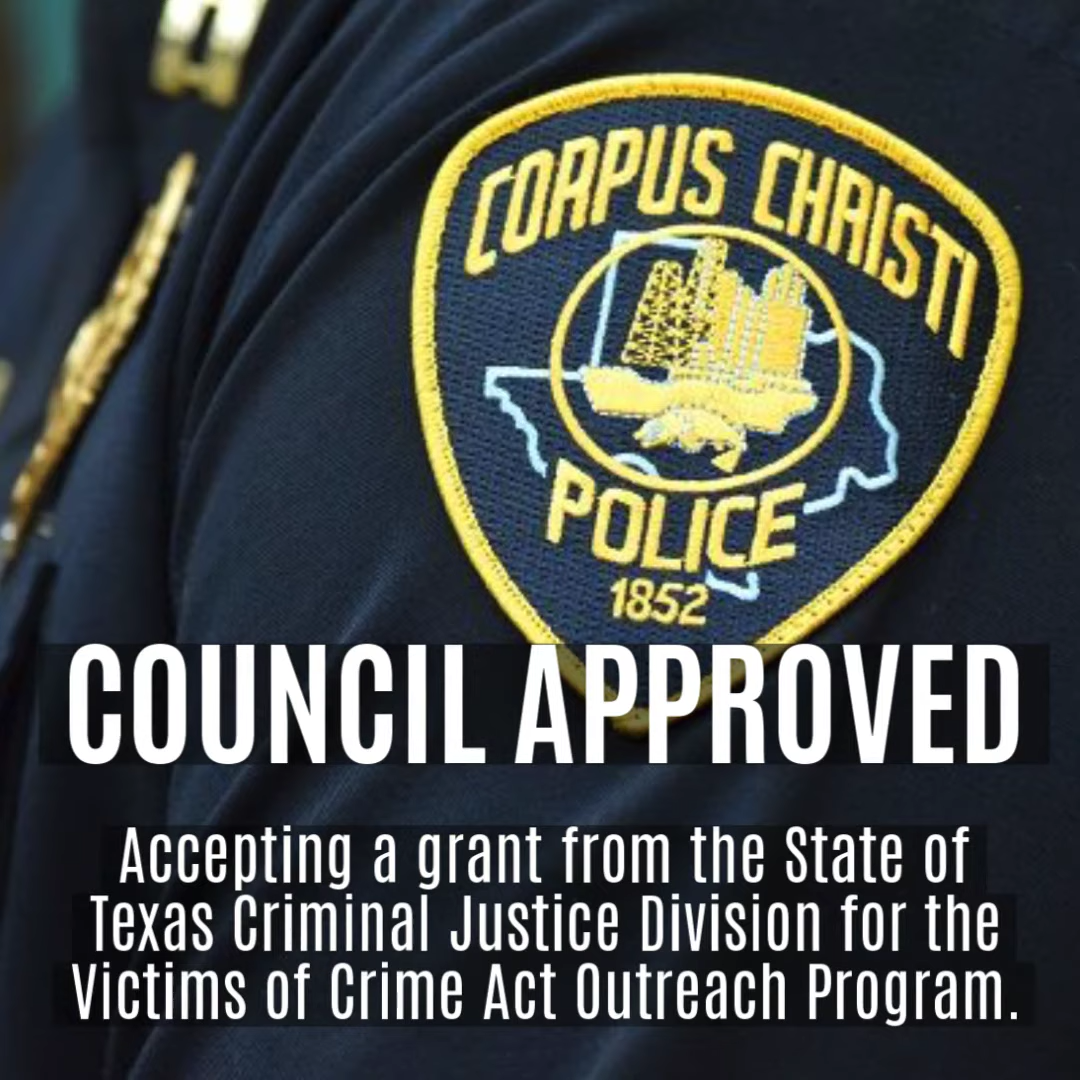 CORPUS CHRISTI
POLICE
1852
COUNCIL APPROVED
Accepting a grant from the State of
Texas Criminal Justice Division for the
Victims of Crime Act Outreach Program.